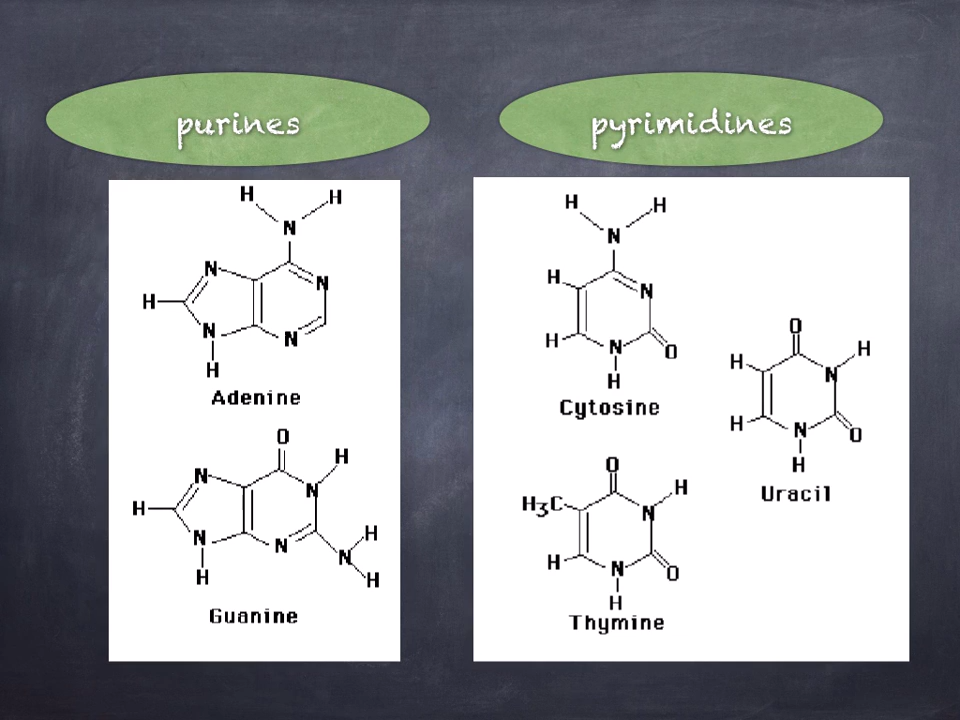 purines
pyrimidines
H H
N
N N
H
N N
H
Adenine
O
H
N N
H
N N H
N
H H
Guanine
H H
N
H
N
H N O
H
Cytosine
O
H H
N
H N O
H
Uracil
O
H
H3C N
H N O
H
Thymine